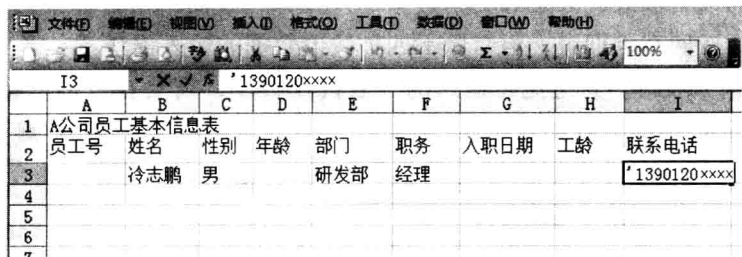 文件(F) 编辑(E) 视图(V) 插入(I) 格式(O) 工具(T) 数据(D) 窗口(W) 帮助(H)
Σ 100%
I3 '1390120××××
A B C D E F G H I
1 A公司员工基本信息表
2 员工号 姓名 性别 年龄 部门 职务 入职日期 工龄 联系电话
3 冷志鹏 男 研发部 经理 '1390120××××
4
5
6
7